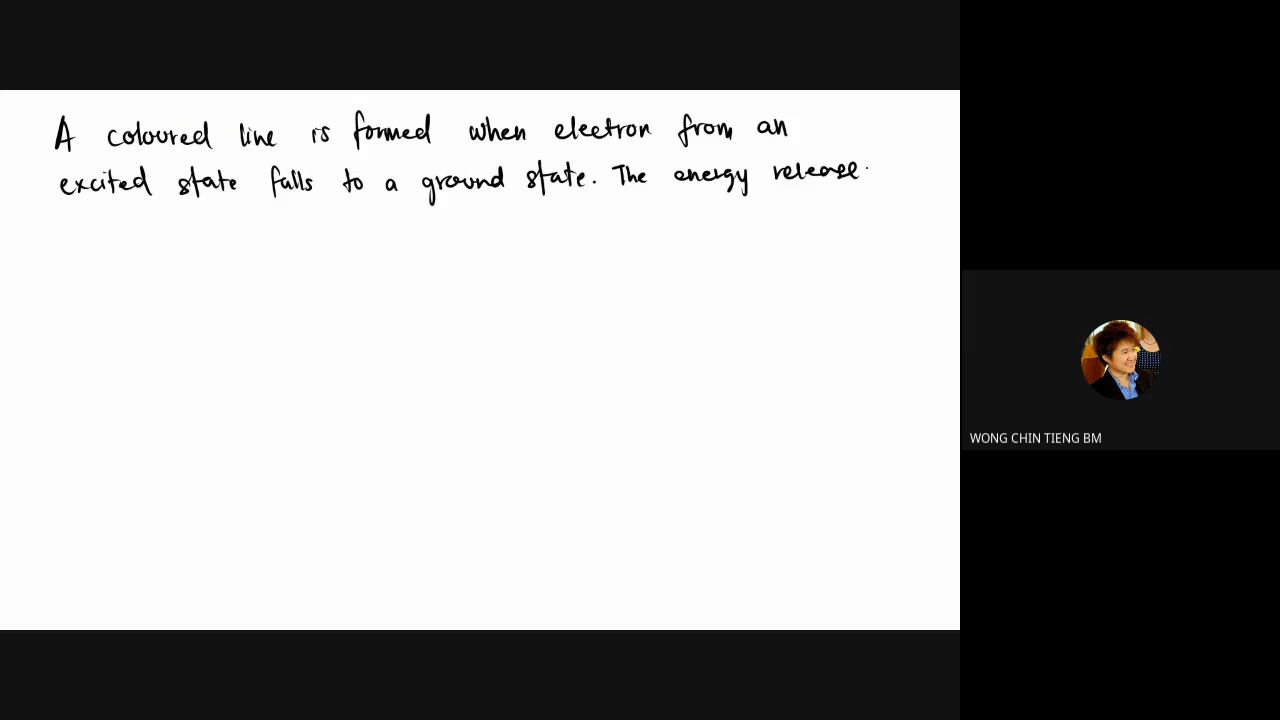 A coloured line is formed when electron from an
excited state falls to a ground state. The energy release
WONG CHIN TIENG BM